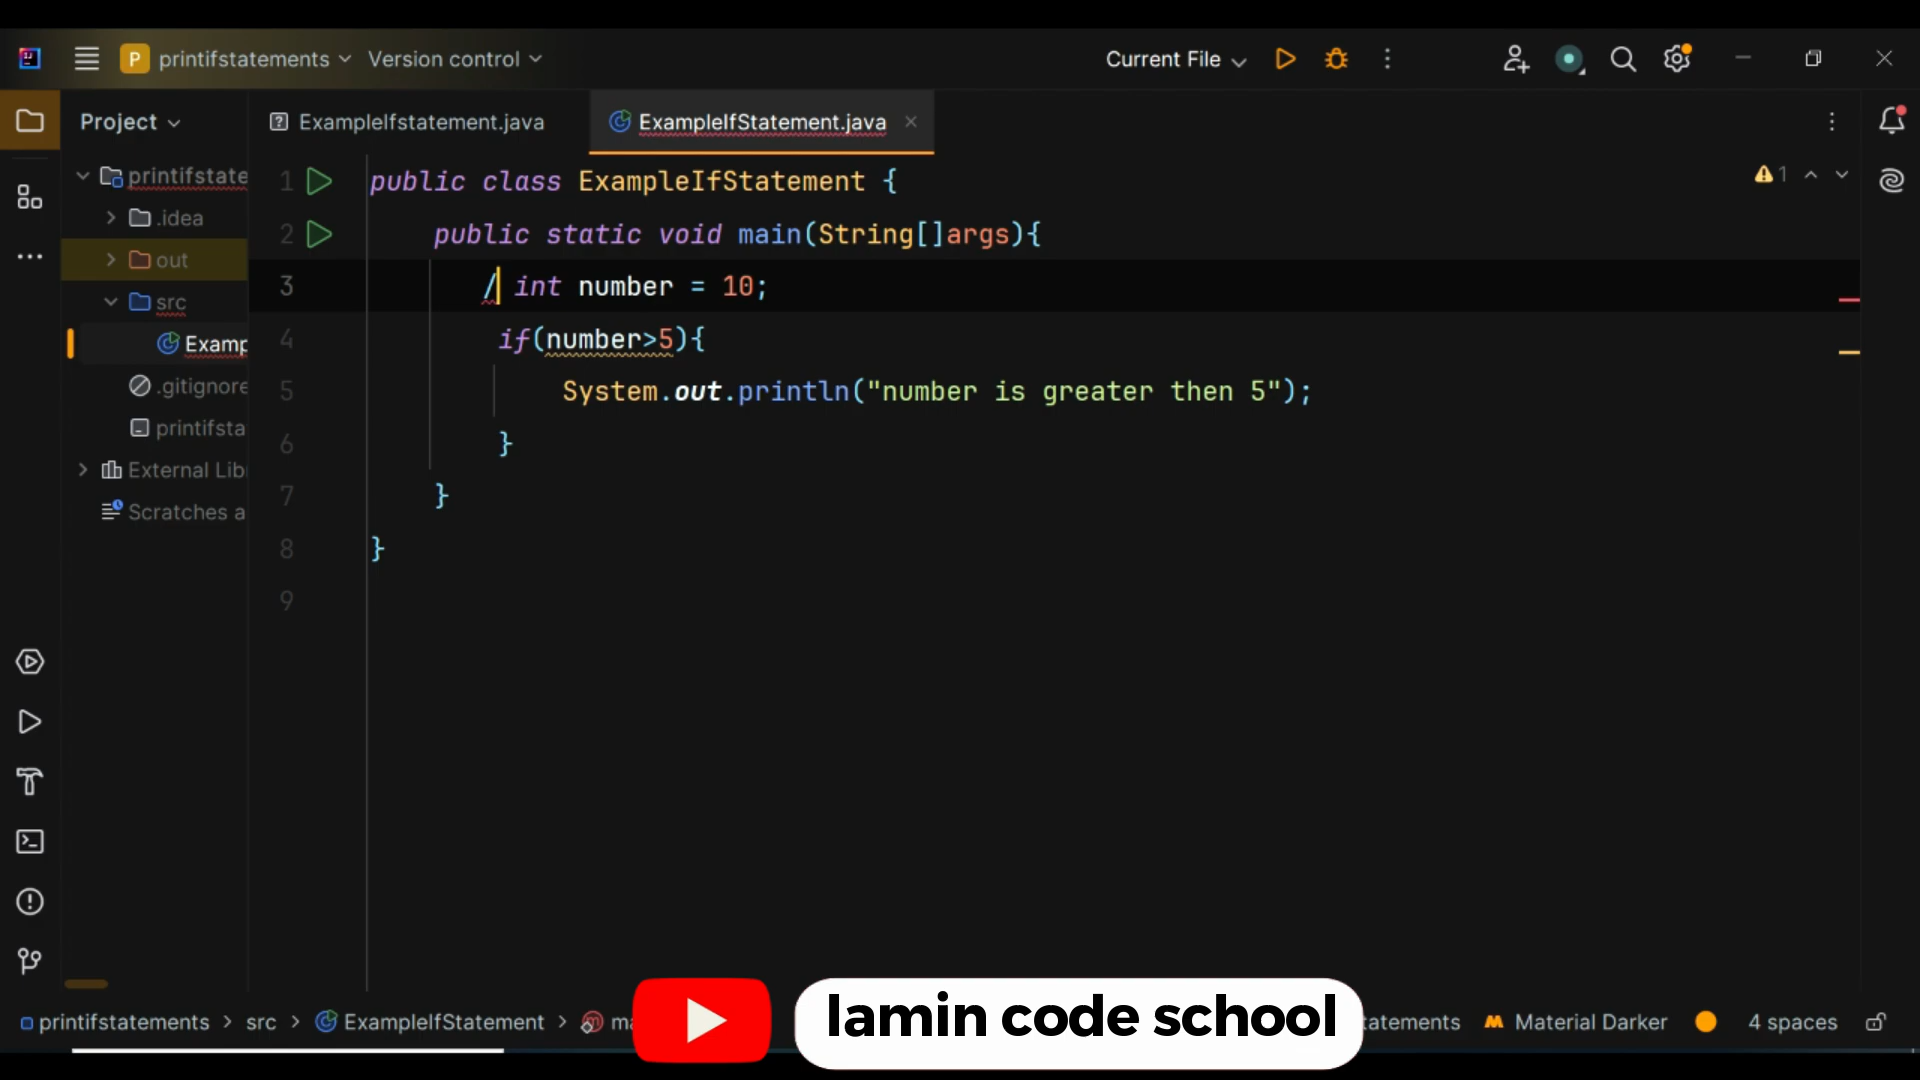 P printifstatements Version control Current File
Project ExampleIfstatement.java ExampleIfStatement.java
printifstate
.idea
out
src
Examp
.gitignore
printifsta
External Lib
Scratches a
1 public class ExampleIfStatement {
2 public static void main(String[]args){
3 / int number = 10;
4 if(number>5){
5 System.out.println("number is greater then 5");
6 }
7 }
8 }
9
1
printifstatements > src > ExampleIfStatement > m ma
lamin code school
tatements Material Darker 4 spaces